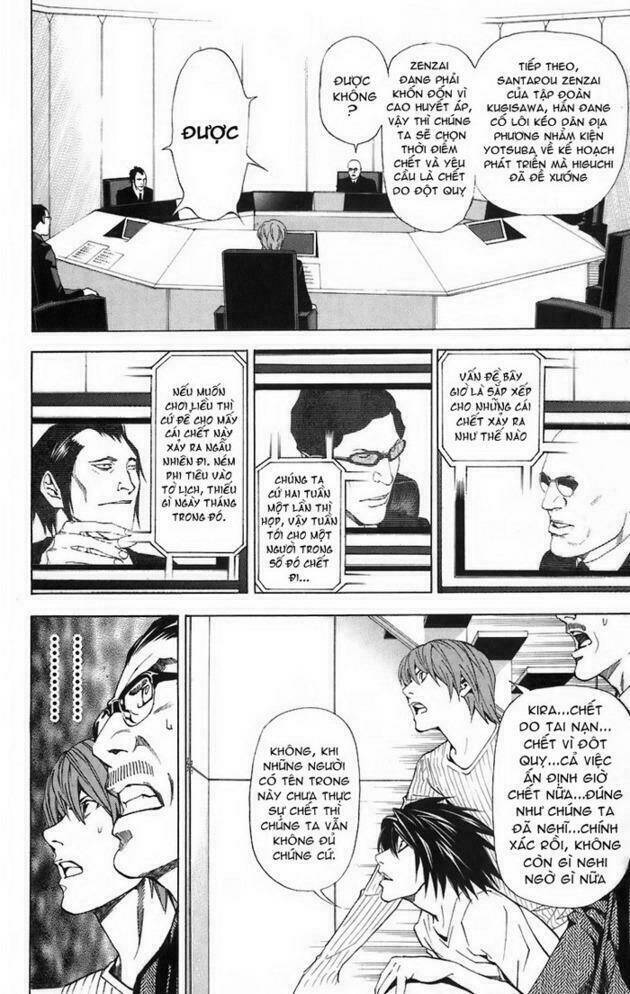 TIẾP THEO,
SANTAROU ZENZAI
CỦA TẬP ĐOÀN
KUGISAWA, HẮN ĐANG
CỐ LÔI KÉO DÂN ĐỊA
PHƯƠNG NHẰM KIỆN
YOTSUBA VỀ KẾ HOẠCH
PHÁT TRIỂN MÀ HIGUCHI
ĐÃ ĐỀ XƯỚNG
ZENZAI
ĐANG PHẢI
KHỐN ĐỐN VÌ
CAO HUYẾT ÁP,
VẬY THÌ CHÚNG
TA SẼ CHỌN
THỜI ĐIỂM
CHẾT VÀ YÊU
CẦU LÀ CHẾT
DO ĐỘT QUỴ
ĐƯỢC
KHÔNG
?
ĐƯỢC
VẤN ĐỀ BÂY
GIỜ LÀ SẮP XẾP
CHO NHỮNG CÁI
CHẾT XẢY RA
NHƯ THẾ NÀO
CHÚNG TA
CỨ HAI TUẦN
MỘT LẦN THÌ
HỌP, VẬY TUẦN
TỚI CHO MỘT
NGƯỜI TRONG
SỐ ĐÓ CHẾT
ĐI...
NẾU MUỐN
CHƠI LIỀU THÌ
CỨ ĐỂ CHO MẤY
CÁI CHẾT NÀY
XẢY RA NGẪU
NHIÊN ĐI. NÉM
PHI TIÊU VÀO
TỜ LỊCH, THIẾU
GÌ NGÀY THÁNG
TRONG ĐÓ.
KIRA...CHẾT
DO TAI NẠN...
CHẾT VÌ ĐỘT
QUỴ...CẢ VIỆC
ẤN ĐỊNH GIỜ
CHẾT NỮA...ĐÚNG
NHƯ CHÚNG TA
ĐÃ NGHĨ...CHÍNH
XÁC RỒI, KHÔNG
CÒN GÌ NGHI
NGỜ GÌ NỮA
KHÔNG, KHI
NHỮNG NGƯỜI
CÓ TÊN TRONG
NÀY CHƯA THỰC
SỰ CHẾT THÌ
CHÚNG TA VẪN
KHÔNG ĐỦ
CHỨNG CỨ.